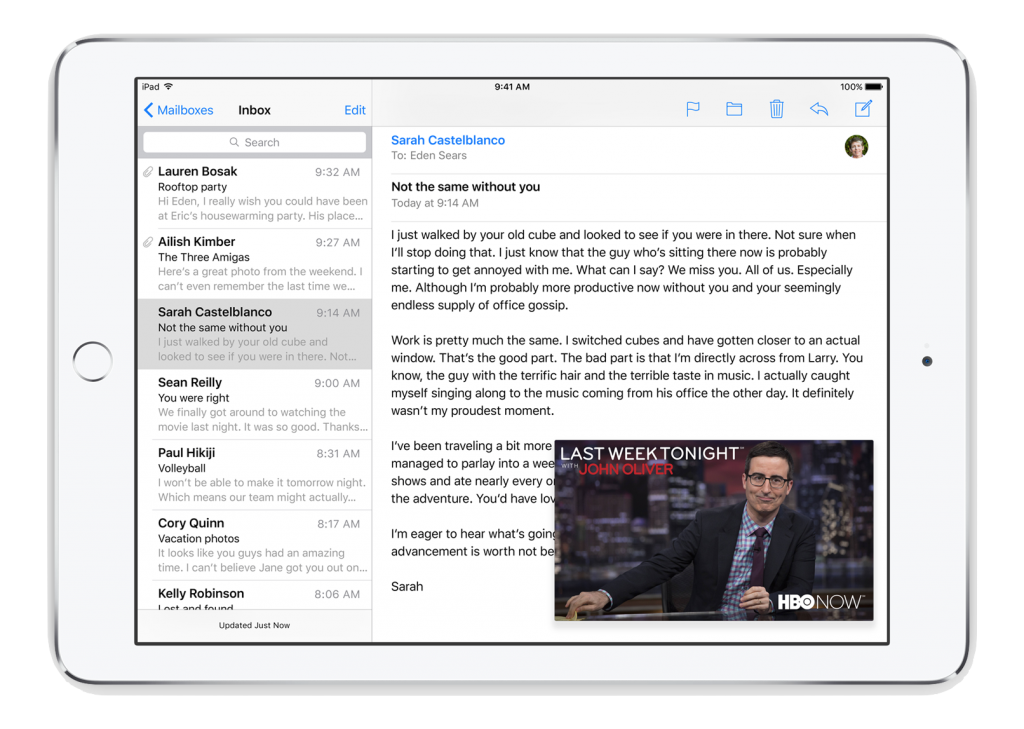 iPad
9:41 AM
100%
Mailboxes
Inbox
Edit
Search
Lauren Bosak 9:32 AM
Rooftop party
Hi Eden, I really wish you could have been
at Eric's housewarming party. His place...
Ailish Kimber 9:27 AM
The Three Amigas
Here's a great photo from the weekend. I
can't even remember the last time we...
Sarah Castelblanco 9:14 AM
Not the same without you
I just walked by your old cube and
looked to see if you were in there. Not...
Sean Reilly 9:00 AM
You were right
We finally got around to watching the
movie last night. It was so good. Thanks...
Paul Hikiji 8:31 AM
Volleyball
I won't be able to make it tomorrow night.
Which means our team might actually...
Cory Quinn 8:17 AM
Vacation photos
It looks like you guys had an amazing
time. I can't believe Jane got you out on...
Kelly Robinson 8:06 AM
Lost and found
Updated Just Now
Sarah Castelblanco
To: Eden Sears
Not the same without you
Today at 9:14 AM
I just walked by your old cube and looked to see if you were in there. Not sure when
I'll stop doing that. I just know that the guy who's sitting there now is probably
starting to get annoyed with me. What can I say? We miss you. All of us. Especially
me. Although I'm probably more productive now without you and your seemingly
endless supply of office gossip.
Work is pretty much the same. I switched cubes and have gotten closer to an actual
window. That's the good part. The bad part is that I'm directly across from Larry. You
know, the guy with the terrific hair and the terrible taste in music. I actually caught
myself singing along to the music coming from his office the other day. It definitely
wasn't my proudest moment.
I've been traveling a bit more
managed to parlay into a wee
shows and ate nearly every o
the adventure. You'd have lov
I'm eager to hear what's going
advancement is worth not be
Sarah
LAST WEEK TONIGHT™
WITH JOHN OLIVER
HBO NOW